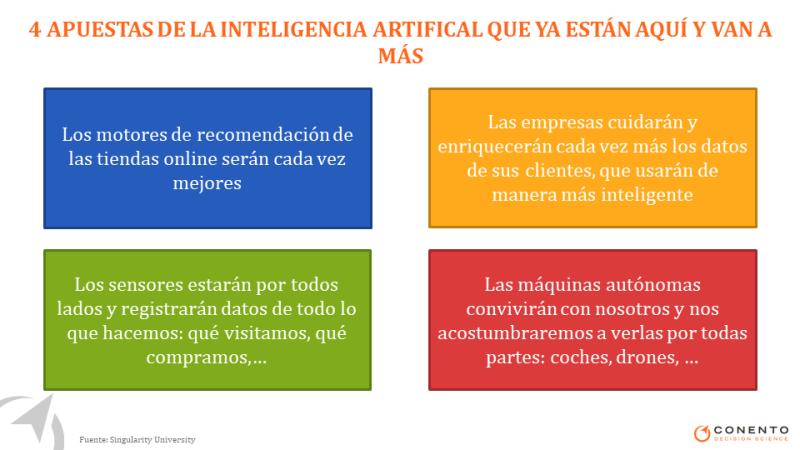 4 APUESTAS DE LA INTELIGENCIA ARTIFICAL QUE YA ESTÁN AQUÍ Y VAN A
MÁS
Los motores de recomendación de
las tiendas online serán cada vez
mejores
Las empresas cuidarán y
enriquecerán cada vez más los datos
de sus clientes, que usarán de
manera más inteligente
Los sensores estarán por todos
lados y registrarán datos de todo lo
que hacemos: qué visitamos, qué
compramos,...
Las máquinas autónomas
convivirán con nosotros y nos
acostumbraremos a verlas por todas
partes: coches, drones, ...
Fuente: Singularity University
CONENTO
DECISION SCIENCE